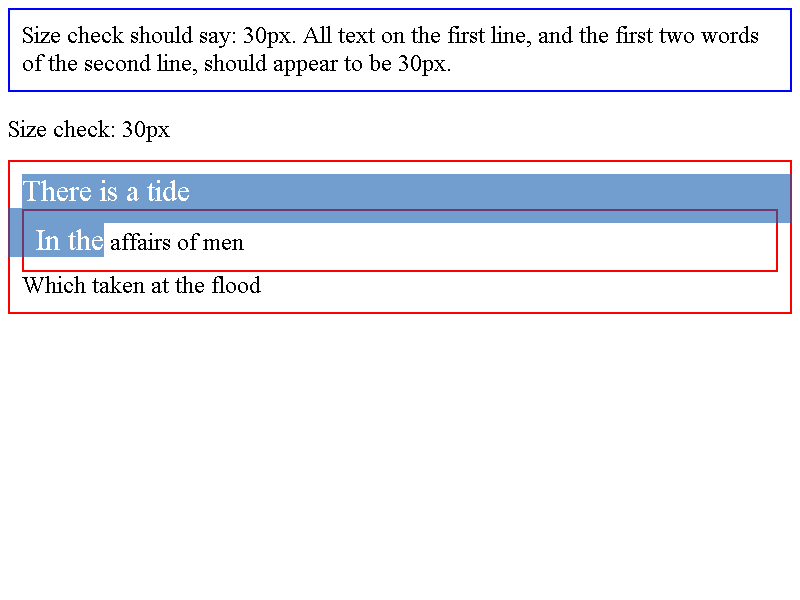 Size check should say: 30px. All text on the first line, and the first two words
of the second line, should appear to be 30px.
Size check: 30px
There is a tide
In the affairs of men
Which taken at the flood